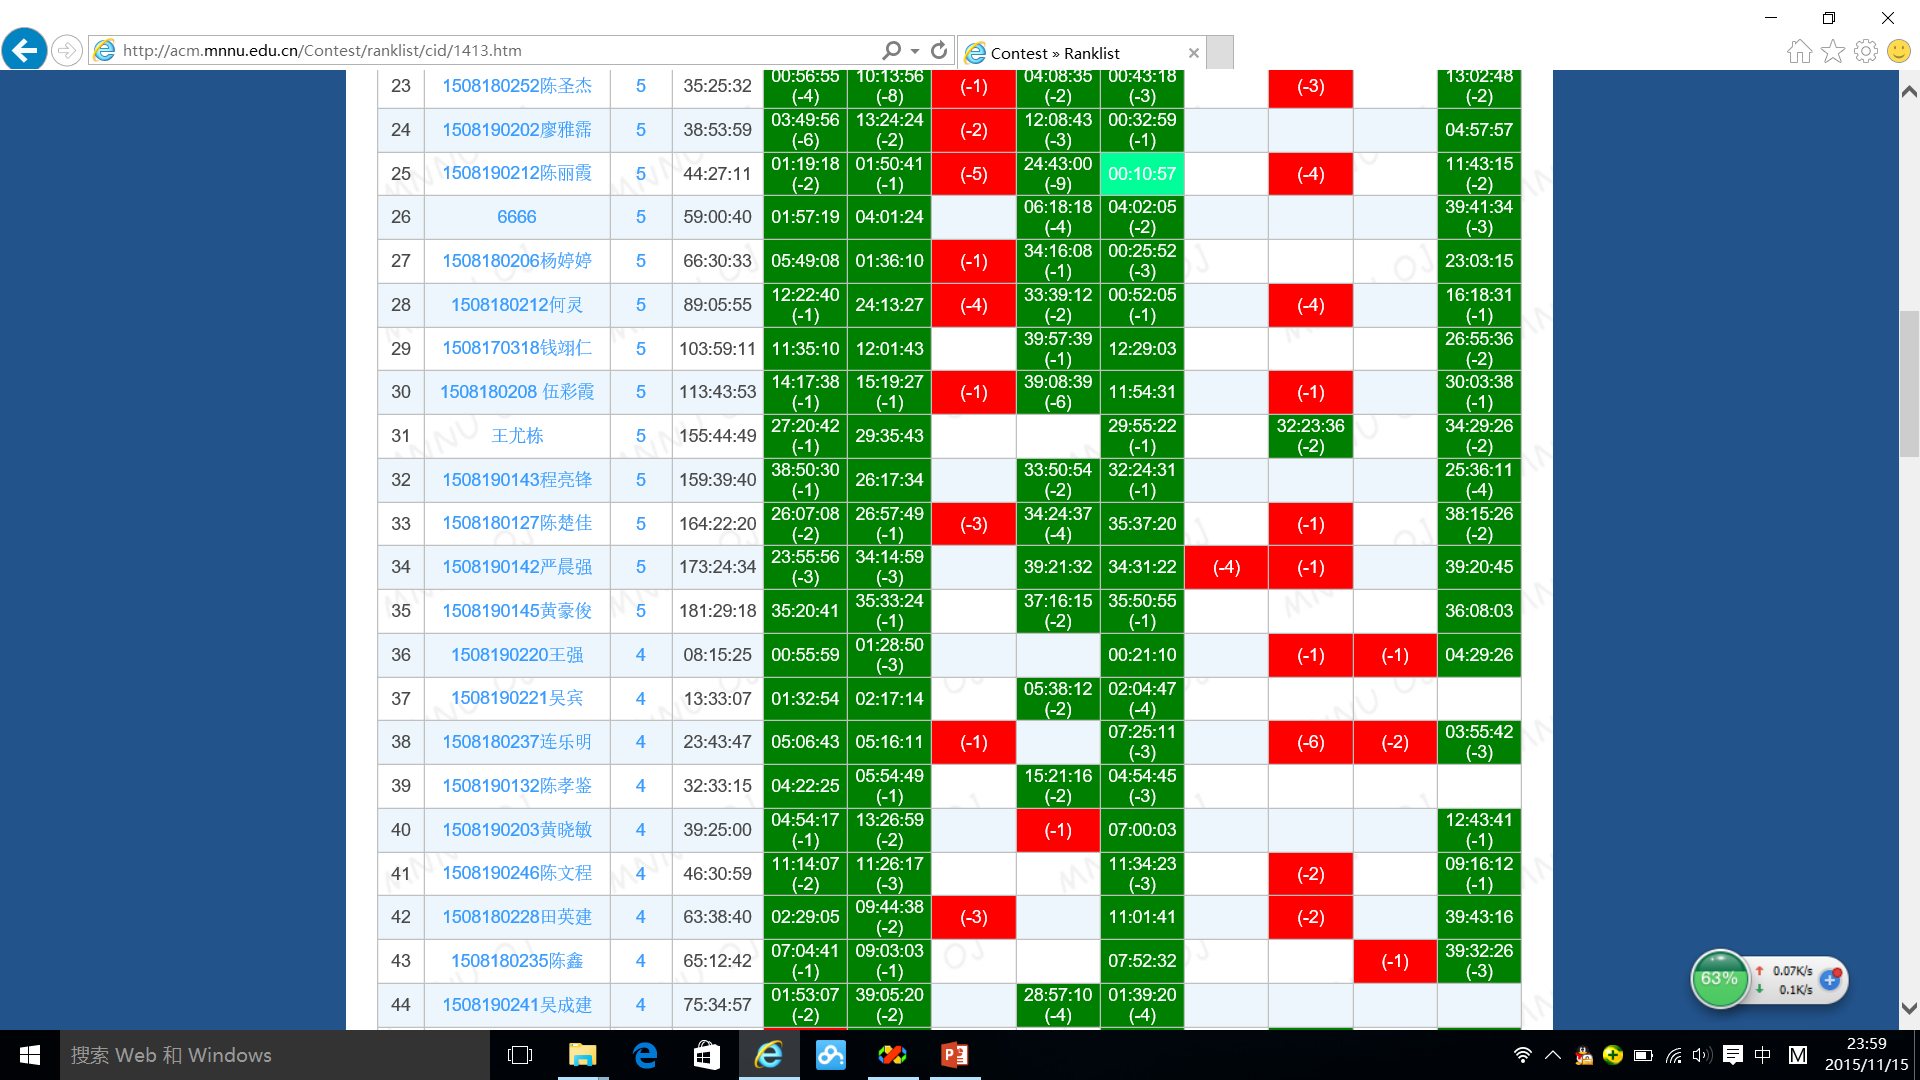 http://acm.mnnu.edu.cn/Contest/ranklist/cid/1413.htm
Contest » Ranklist
23 1508180252陈圣杰 5 35:25:32 00:56:55 (-4) 10:13:56 (-8) (-1) 04:08:35 (-2) 00:43:18 (-3) (-3) 13:02:48 (-2)
24 1508190202廖雅霈 5 38:53:59 03:49:56 (-6) 13:24:24 (-2) (-2) 12:08:43 (-3) 00:32:59 (-1) 04:57:57
25 1508190212陈丽霞 5 44:27:11 01:19:18 (-2) 01:50:41 (-1) (-5) 24:43:00 (-9) 00:10:57 (-4) 11:43:15 (-2)
26 6666 5 59:00:40 01:57:19 04:01:24 06:18:18 (-4) 04:02:05 (-2) 39:41:34 (-3)
27 1508180206杨婷婷 5 66:30:33 05:49:08 01:36:10 (-1) 34:16:08 (-1) 00:25:52 (-3) 23:03:15
28 1508180212何灵 5 89:05:55 12:22:40 (-1) 24:13:27 (-4) 33:39:12 (-2) 00:52:05 (-1) (-4) 16:18:31 (-1)
29 1508170318钱翊仁 5 103:59:11 11:35:10 12:01:43 39:57:39 (-1) 12:29:03 26:55:36 (-2)
30 1508180208 伍彩霞 5 113:43:53 14:17:38 (-1) 15:19:27 (-1) (-1) 39:08:39 (-6) 11:54:31 (-1) 30:03:38 (-1)
31 王尤栋 5 155:44:49 27:20:42 (-1) 29:35:43 29:55:22 (-1) 32:23:36 (-2) 34:29:26 (-2)
32 1508190143程亮锋 5 159:39:40 38:50:30 (-1) 26:17:34 33:50:54 (-2) 32:24:31 (-1) 25:36:11 (-4)
33 1508180127陈楚佳 5 164:22:20 26:07:08 (-2) 26:57:49 (-1) (-3) 34:24:37 (-4) 35:37:20 (-1) 38:15:26 (-2)
34 1508190142严晨强 5 173:24:34 23:55:56 (-3) 34:14:59 (-3) 39:21:32 34:31:22 (-4) (-1) 39:20:45
35 1508190145黄豪俊 5 181:29:18 35:20:41 35:33:24 (-1) 37:16:15 (-2) 35:50:55 (-1) 36:08:03
36 1508190220王强 4 08:15:25 00:55:59 01:28:50 (-3) 00:21:10 (-1) (-1) 04:29:26
37 1508190221吴宾 4 13:33:07 01:32:54 02:17:14 05:38:12 (-2) 02:04:47 (-4)
38 1508180237连乐明 4 23:43:47 05:06:43 05:16:11 (-1) 07:25:11 (-3) (-6) (-2) 03:55:42 (-3)
39 1508190132陈孝鉴 4 32:33:15 04:22:25 05:54:49 (-1) 15:21:16 (-2) 04:54:45 (-3)
40 1508190203黄晓敏 4 39:25:00 04:54:17 (-1) 13:26:59 (-2) (-1) 07:00:03 12:43:41 (-1)
41 1508190246陈文程 4 46:30:59 11:14:07 (-2) 11:26:17 (-3) 11:34:23 (-3) (-2) 09:16:12 (-1)
42 1508180228田英建 4 63:38:40 02:29:05 09:44:38 (-2) (-3) 11:01:41 (-2) 39:43:16
43 1508180235陈鑫 4 65:12:42 07:04:41 (-1) 09:03:03 (-1) 07:52:32 (-1) 39:32:26 (-3)
44 1508190241吴成建 4 75:34:57 01:53:07 (-2) 39:05:20 (-2) 28:57:10 (-4) 01:39:20 (-4)
MNNU OJ
63% 0.07K/s
0.1K/s
搜索 Web 和 Windows
中 M 23:59
2015/11/15